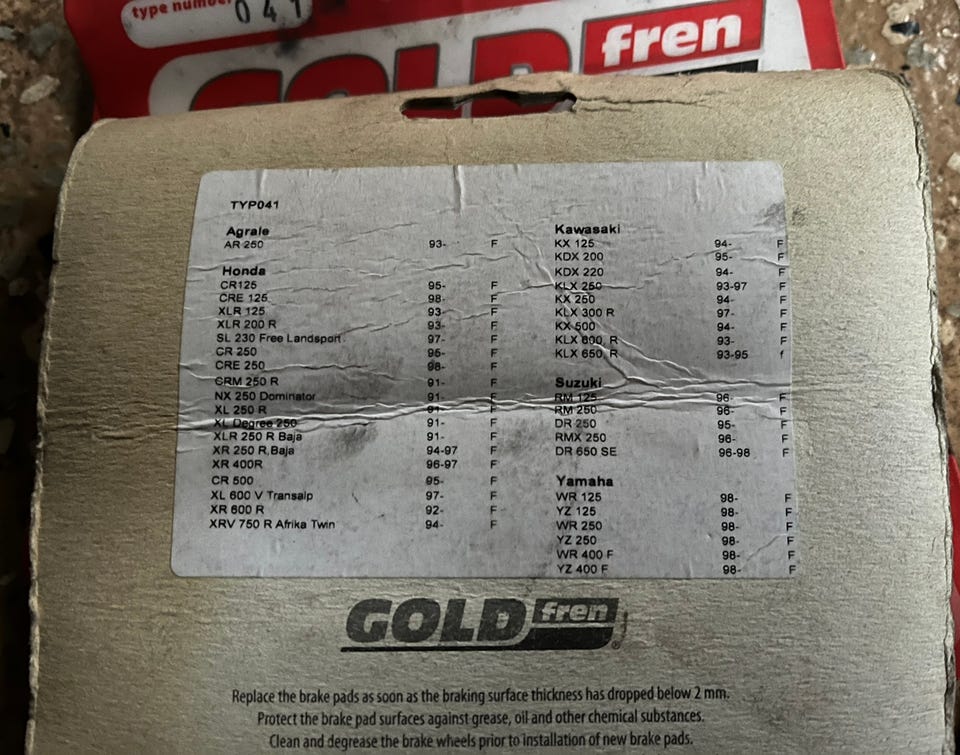 type number
041
GOLD fren
TYP041
Agrale
AR 250 93- F
Honda
CR125 95- F
CRE 125 98- F
XLR 125 93- F
XLR 200 R 93- F
SL 230 Free Landsport 97- F
CR 250 95- F
CRE 250 98- F
CRM 250 R 91- F
NX 250 Dominator 91- F
XL 250 R 91- F
XL Degree 250 91- F
XLR 250 R Baja 91- F
XR 250 R,Baja 94-97 F
XR 400R 96-97 F
CR 500 95- F
XL 600 V Transalp 97- F
XR 600 R 92- F
XRV 750 R Afrika Twin 94- F
Kawasaki
KX 125 94- F
KDX 200 95- F
KDX 220 94- F
KLX 250 93-97 F
KX 250 94- F
KLX 300 R 97- F
KX 500 94- F
KLX 600 R 93- F
KLX 650 R 93-95 f
Suzuki
RM 125 96- F
RM 250 96- F
DR 250 95- F
RMX 250 96- F
DR 650 SE 96-98 F
Yamaha
WR 125 98- F
YZ 125 98- F
WR 250 98- F
YZ 250 98- F
WR 400 F 98- F
YZ 400 F 98- F
GOLD fren ®
Replace the brake pads as soon as the braking surface thickness has dropped below 2 mm.
Protect the brake pad surfaces against grease, oil and other chemical substances.
Clean and degrease the brake wheels prior to installation of new brake pads.